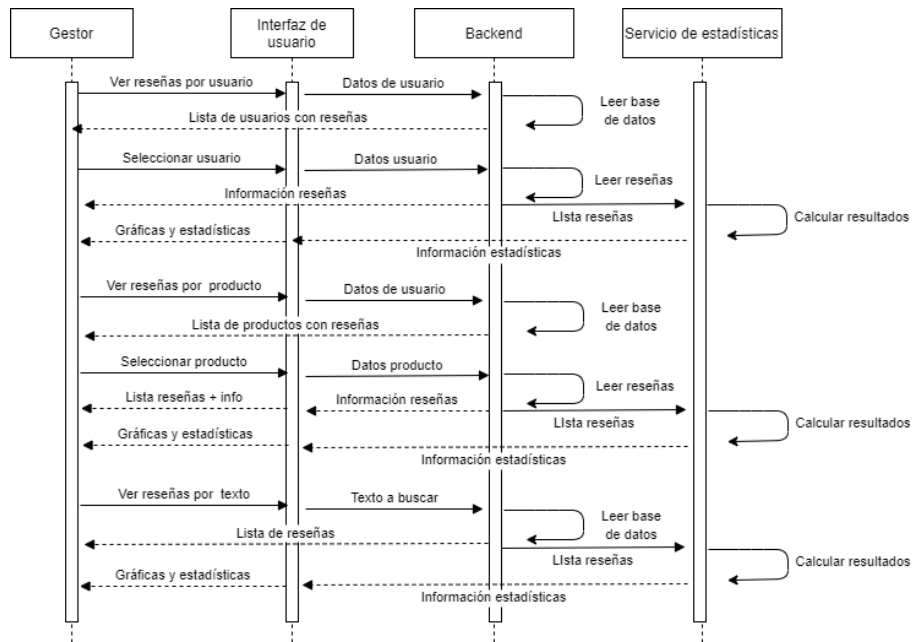 Gestor
Interfaz de
usuario
Backend
Servicio de estadísticas
Ver reseñas por usuario
Datos de usuario
Leer base
de datos
Lista de usuarios con reseñas
Seleccionar usuario
Datos usuario
Leer reseñas
Información reseñas
LIsta reseñas
Calcular resultados
Gráficas y estadísticas
Información estadísticas
Ver reseñas por producto
Datos de usuario
Leer base
de datos
Lista de productos con reseñas
Seleccionar producto
Datos producto
Leer reseñas
Lista reseñas + info
Información reseñas
LIsta reseñas
Calcular resultados
Gráficas y estadísticas
Información estadísticas
Ver reseñas por texto
Texto a buscar
Leer base
de datos
Lista de reseñas
LIsta reseñas
Calcular resultados
Gráficas y estadísticas
Información estadísticas